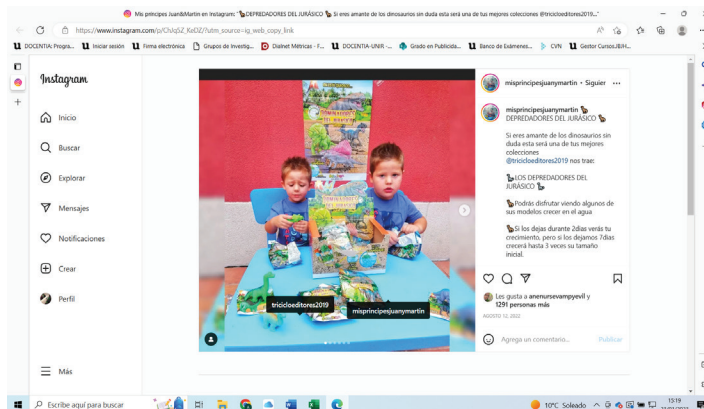 Mis príncipes Juan&Martín en Instagram: "🦕DEPREDADORES DEL JURÁSICO 🦕 Si eres amante de los dinosaurios sin duda esta será una de tus mejores colecciones @tricicloeditores2019..."
https://www.instagram.com/p/
utm_source=ig_web_copy_link
DOCENTIA: Progra...
Iniciar sesión
Firma electrónica
Grupos de Investig...
Dialnet Métricas - F...
DOCENTIA-UNIR -...
Grado en Publicida...
Banco de Exámenes...
CVN
Gestor Cursos
Instagram
Inicio
Buscar
Explorar
Mensajes
Notificaciones
Crear
Perfil
Más
DEL JURÁSICO
tricicloeditores2019
misprincipesjuanymartin
misprincipesjuanymartin • Seguir ...
misprincipesjuanymartin 🦕
DEPREDADORES DEL JURÁSICO 🦕
Si eres amante de los dinosaurios sin
duda esta será una de tus mejores
colecciones
@tricicloeditores2019 nos trae:
🦕LOS DEPREDADORES DEL
JURÁSICO 🦕
🦕Podrás disfrutar viendo algunos de
sus modelos crecer en el agua
🦕Si los dejas durante 2días verás tu
crecimiento, pero si los dejamos 7días
crecerá hasta 3 veces su tamaño
inicial.
Les gusta a anenursevampyevil y
1291 personas más
AGOSTO 12, 2022
Agrega un comentario...
Publicar
Escribe aquí para buscar
10°C Soleado
15:19